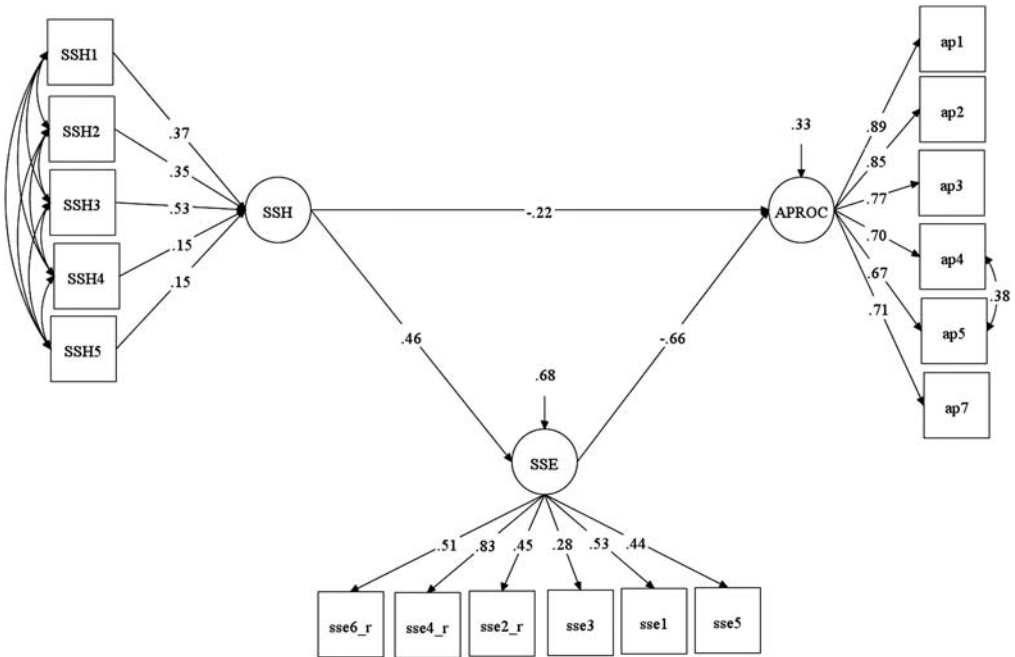 SSH1
SSH2
SSH3
SSH4
SSH5
.37
.35
.53
.15
.15
SSH
-.22
.46
.33
APROC
-.66
.68
SSE
.89
.85
.77
.70
.67
.71
ap1
ap2
ap3
ap4
ap5
ap7
.38
.51
.83
.45
.28
.53
.44
sse6_r
sse4_r
sse2_r
sse3
sse1
sse5